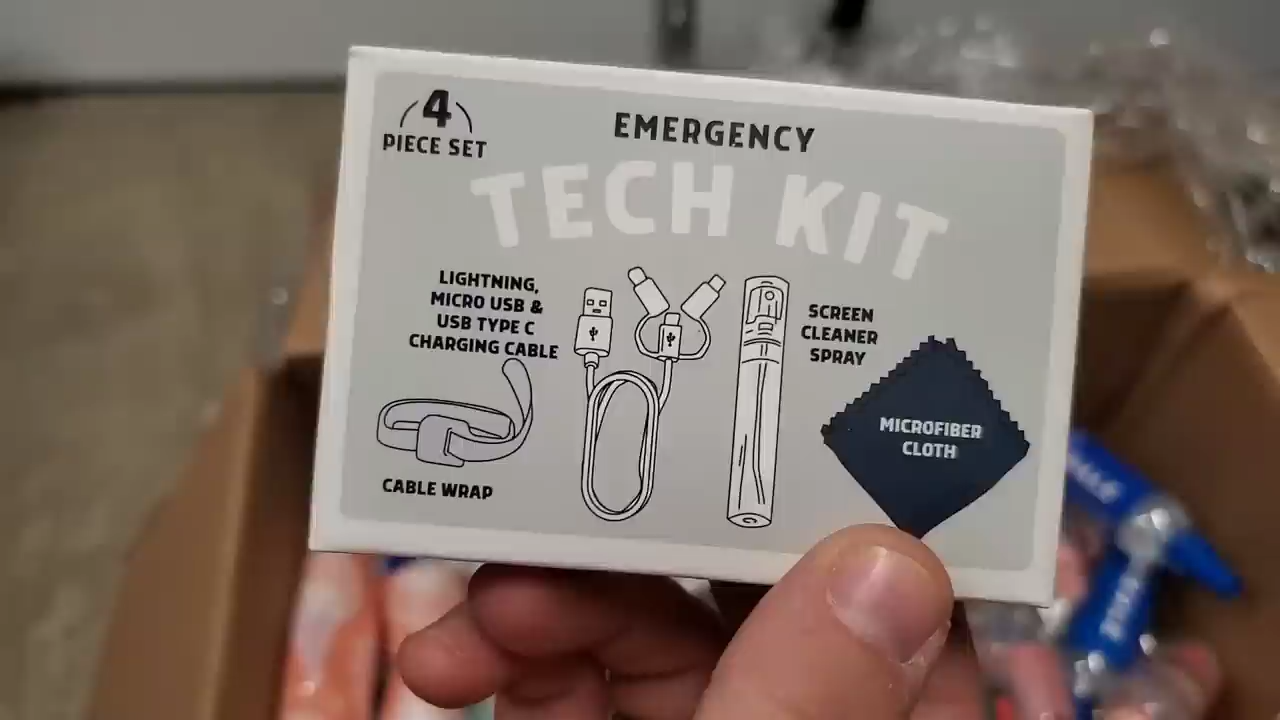 4
PIECE SET
EMERGENCY
TECH KIT
LIGHTNING,
MICRO USB &
USB TYPE C
CHARGING CABLE
SCREEN
CLEANER
SPRAY
MICROFIBER
CLOTH
CABLE WRAP